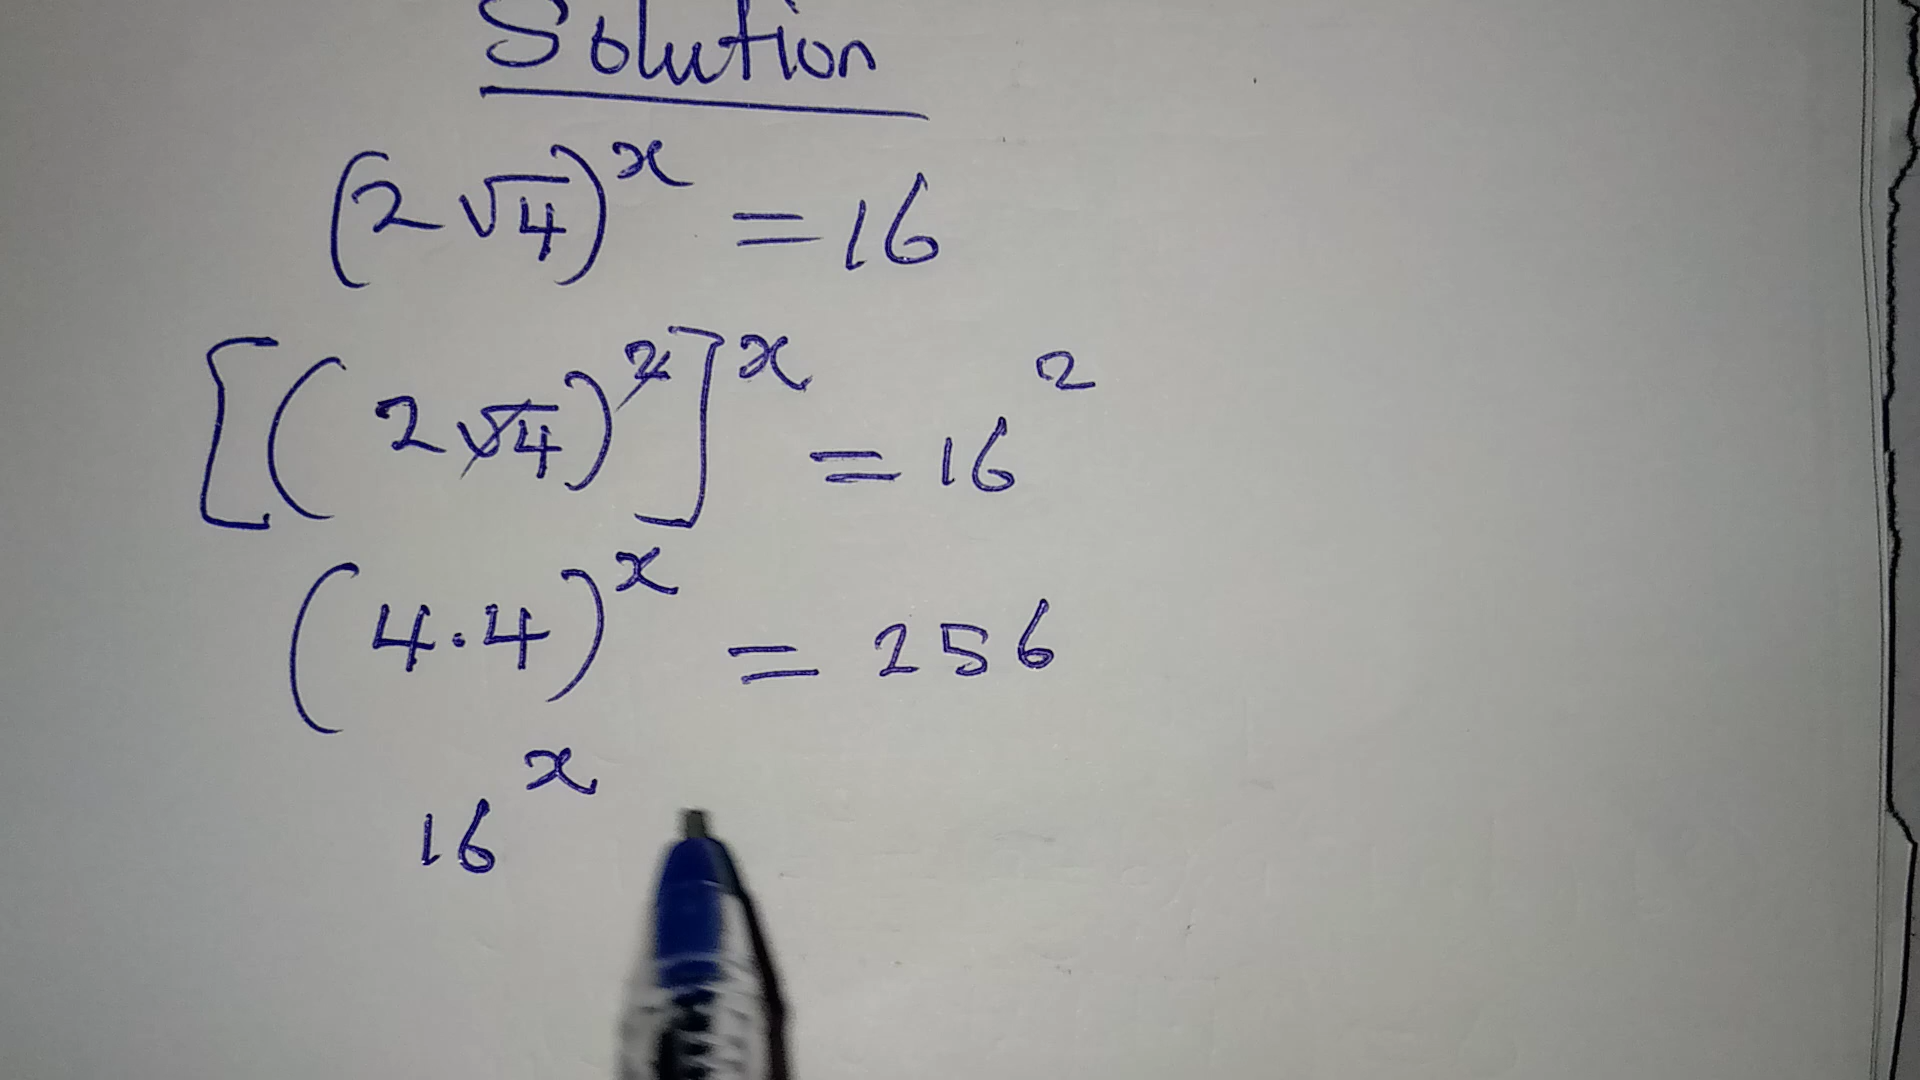 Solution
(2√4)^x = 16
[(2√4)^2]^x = 16^2
(4·4)^x = 256
16^x